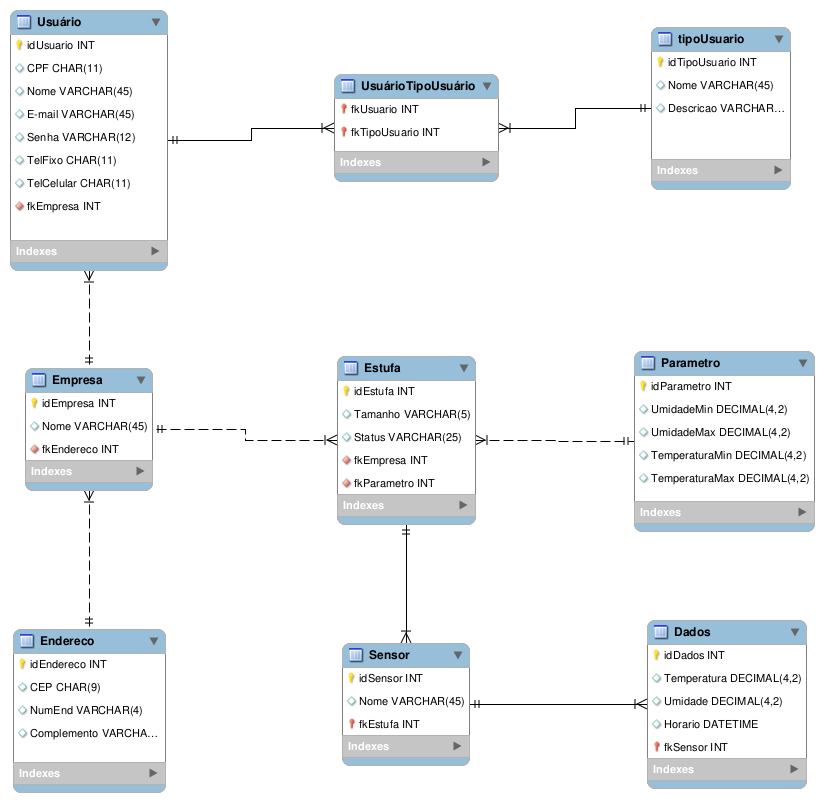 Usuário
idUsuario INT
CPF CHAR(11)
Nome VARCHAR(45)
E-mail VARCHAR(45)
Senha VARCHAR(12)
TelFixo CHAR(11)
TelCelular CHAR(11)
fkEmpresa INT
Indexes
UsuárioTipoUsuário
fkUsuario INT
fkTipoUsuario INT
Indexes
tipoUsuario
idTipoUsuario INT
Nome VARCHAR(45)
Descricao VARCHAR...
Indexes
Empresa
idEmpresa INT
Nome VARCHAR(45)
fkEndereco INT
Indexes
Estufa
idEstufa INT
Tamanho VARCHAR(5)
Status VARCHAR(25)
fkEmpresa INT
fkParametro INT
Indexes
Parametro
idParametro INT
UmidadeMin DECIMAL(4,2)
UmidadeMax DECIMAL(4,2)
TemperaturaMin DECIMAL(4,2)
TemperaturaMax DECIMAL(4,2)
Indexes
Endereco
idEndereco INT
CEP CHAR(9)
NumEnd VARCHAR(4)
Complemento VARCHA...
Indexes
Sensor
idSensor INT
Nome VARCHAR(45)
fkEstufa INT
Indexes
Dados
idDados INT
Temperatura DECIMAL(4,2)
Umidade DECIMAL(4,2)
Horario DATETIME
fkSensor INT
Indexes